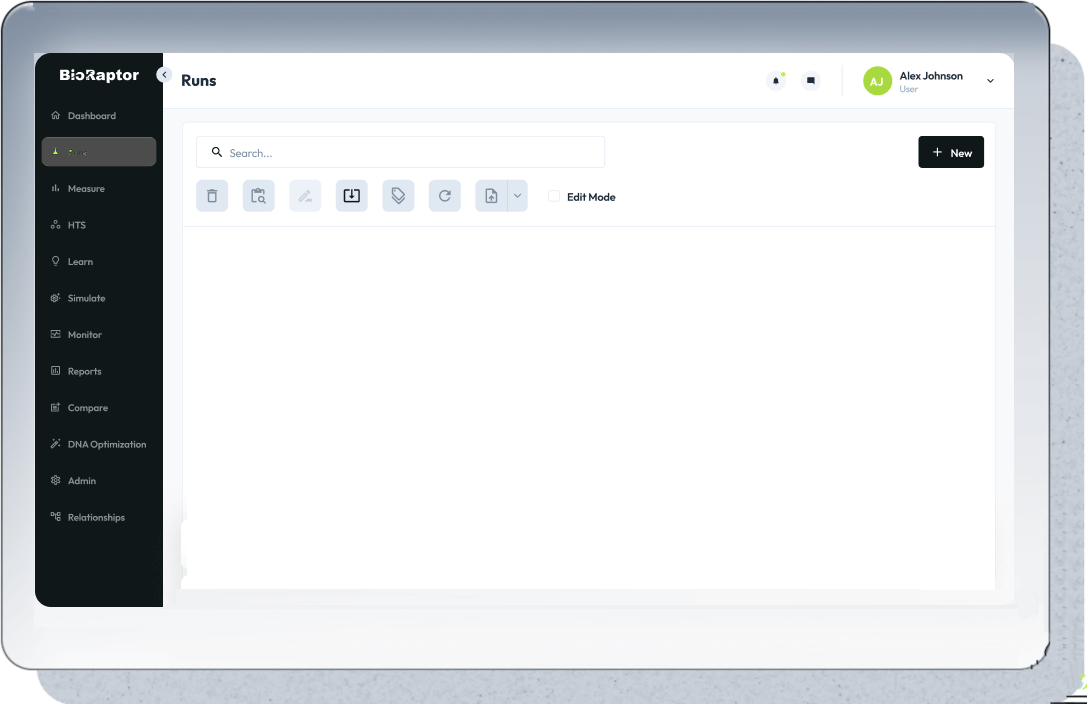 BioRaptor
Runs
Alex Johnson
AJ
User
Dashboard
Search...
New
Measure
Edit Mode
HTS
Learn
Simulate
Monitor
Reports
Compare
DNA Optimization
Admin
Relationships